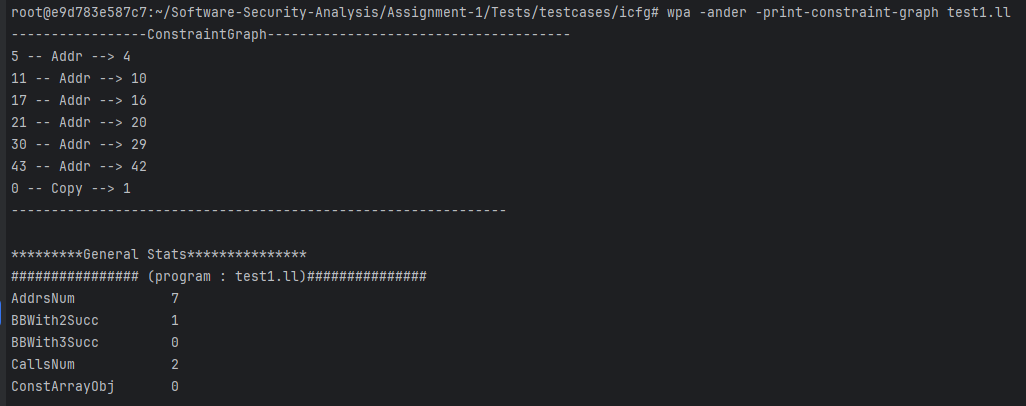 root@e9d783e587c7:~/Software-Security-Analysis/Assignment-1/Tests/testcases/icfg# wpa -ander -print-constraint-graph test1.ll
-----------------ConstraintGraph--------------------------------------
5 -- Addr --> 4
11 -- Addr --> 10
17 -- Addr --> 16
21 -- Addr --> 20
30 -- Addr --> 29
43 -- Addr --> 42
0 -- Copy --> 1
--------------------------------------------------------------
*********General Stats***************
################ (program : test1.ll)###############
AddrsNum            7
BBWith2Succ         1
BBWith3Succ         0
CallsNum            2
ConstArrayObj       0